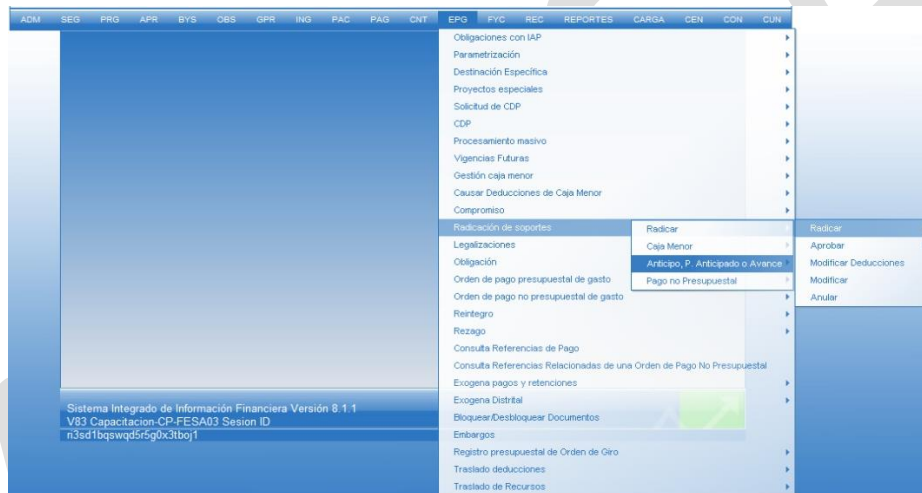 ADM SEG PRG APR BYS OBS GPR ING PAC PAG CNT EPG FYC REC REPORTES CARGA CEN CON CUN
Obligaciones con IAP
Parametrización
Destinación Específica
Proyectos especiales
Solicitud de CDP
CDP
Procesamiento masivo
Vigencias Futuras
Gestión caja menor
Causar Deducciones de Caja Menor
Compromiso
Radicación de soportes
Legalizaciones
Obligación
Orden de pago presupuestal de gasto
Orden de pago no presupuestal de gasto
Reintegro
Rezago
Consulta Referencias de Pago
Consulta Referencias Relacionadas de una Orden de Pago No Presupuestal
Exogena pagos y retenciones
Exogena Distrital
Bloquear/Desbloquear Documentos
Embargos
Registro presupuestal de Orden de Giro
Traslado deducciones
Traslado de Recursos
Radicar
Caja Menor
Anticipo, P. Anticipado o Avance
Pago no Presupuestal
Radicar
Aprobar
Modificar Deducciones
Modificar
Anular
Sistema Integrado de Información Financiera Versión 8.1.1
V83 Capacitacion-CP-FESA03 Sesion ID
n3sd1bqswqd5r5g0x3tboj1